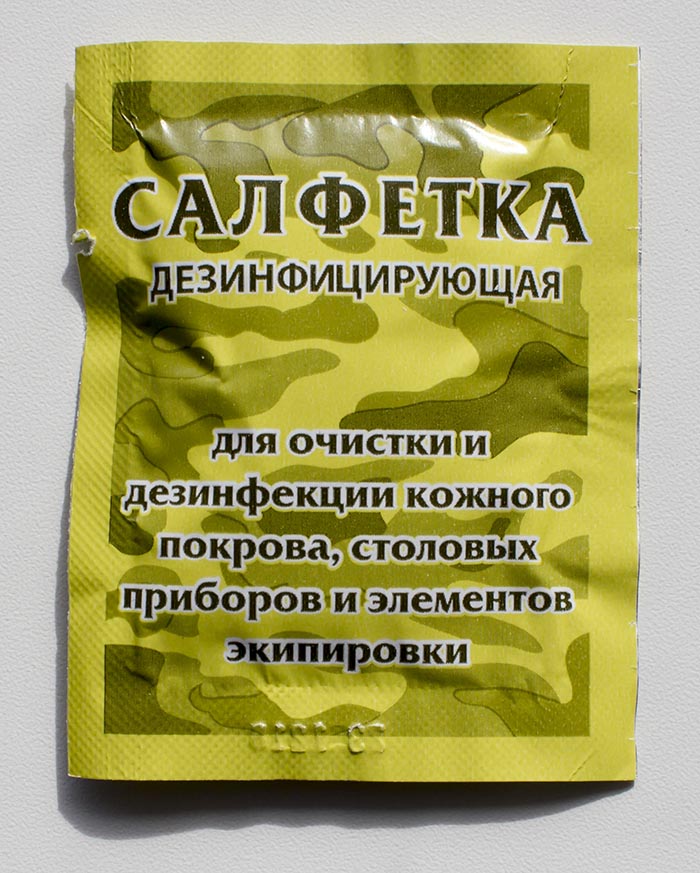 САЛФЕТКА
ДЕЗИНФИЦИРУЮЩАЯ
для очистки и
дезинфекции кожного
покрова, столовых
приборов и элементов
экипировки